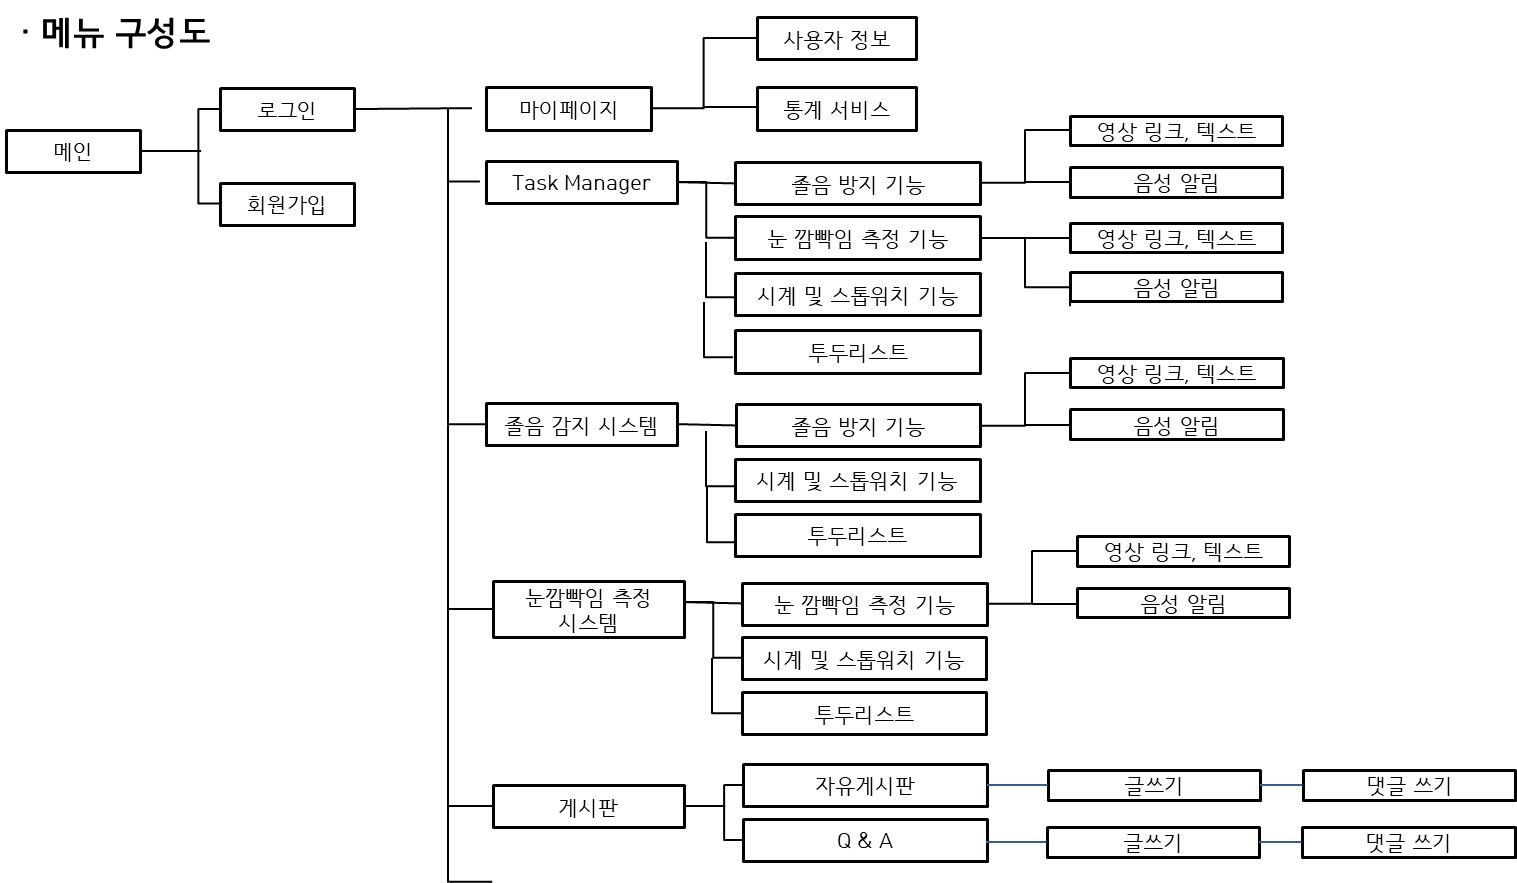 · 메뉴 구성도
메인
로그인
회원가입
마이페이지
사용자 정보
통계 서비스
Task Manager
졸음 방지 기능
영상 링크, 텍스트
음성 알림
눈 깜빡임 측정 기능
영상 링크, 텍스트
음성 알림
시계 및 스톱워치 기능
투두리스트
졸음 감지 시스템
졸음 방지 기능
영상 링크, 텍스트
음성 알림
시계 및 스톱워치 기능
투두리스트
눈깜빡임 측정
시스템
눈 깜빡임 측정 기능
영상 링크, 텍스트
음성 알림
시계 및 스톱워치 기능
투두리스트
게시판
자유게시판
글쓰기
댓글 쓰기
Q & A
글쓰기
댓글 쓰기